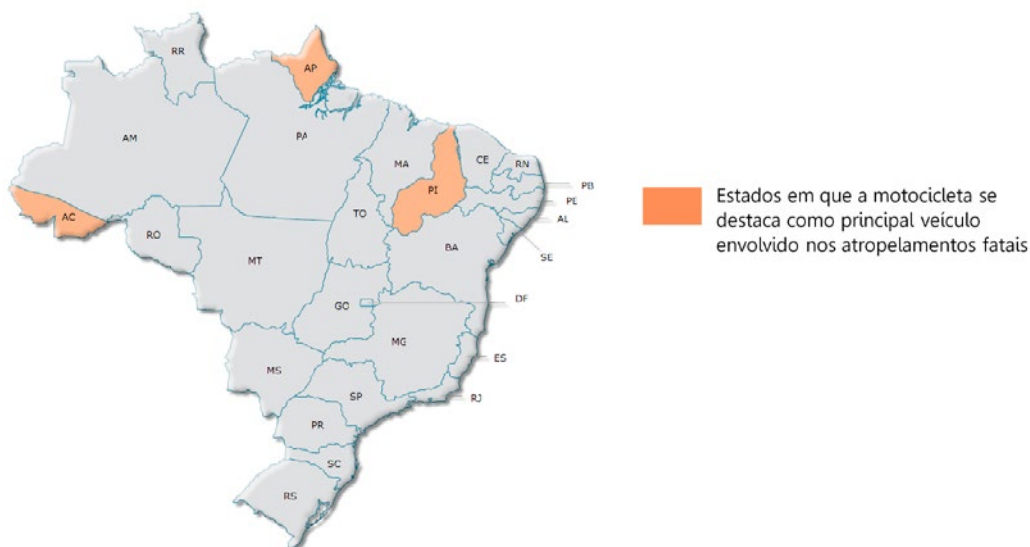 RR
AP
AM
PA
MA
CE
RN
PB
PI
PE
AC
TO
AL
RO
BA
SE
MT
DF
GO
MG
ES
MS
SP
RJ
PR
SC
RS
Estados em que a motocicleta se
destaca como principal veículo
envolvido nos atropelamentos fatais